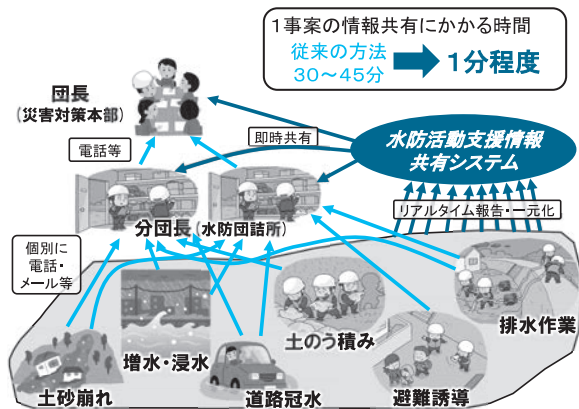 1事案の情報共有にかかる時間
従来の方法
30～45分
1分程度
団長
(災害対策本部)
電話等
即時共有
水防活動支援情報
共有システム
リアルタイム報告・一元化
分団長(水防団詰所)
個別に
電話・
メール等
土砂崩れ
増水・浸水
道路冠水
土のう積み
避難誘導
排水作業